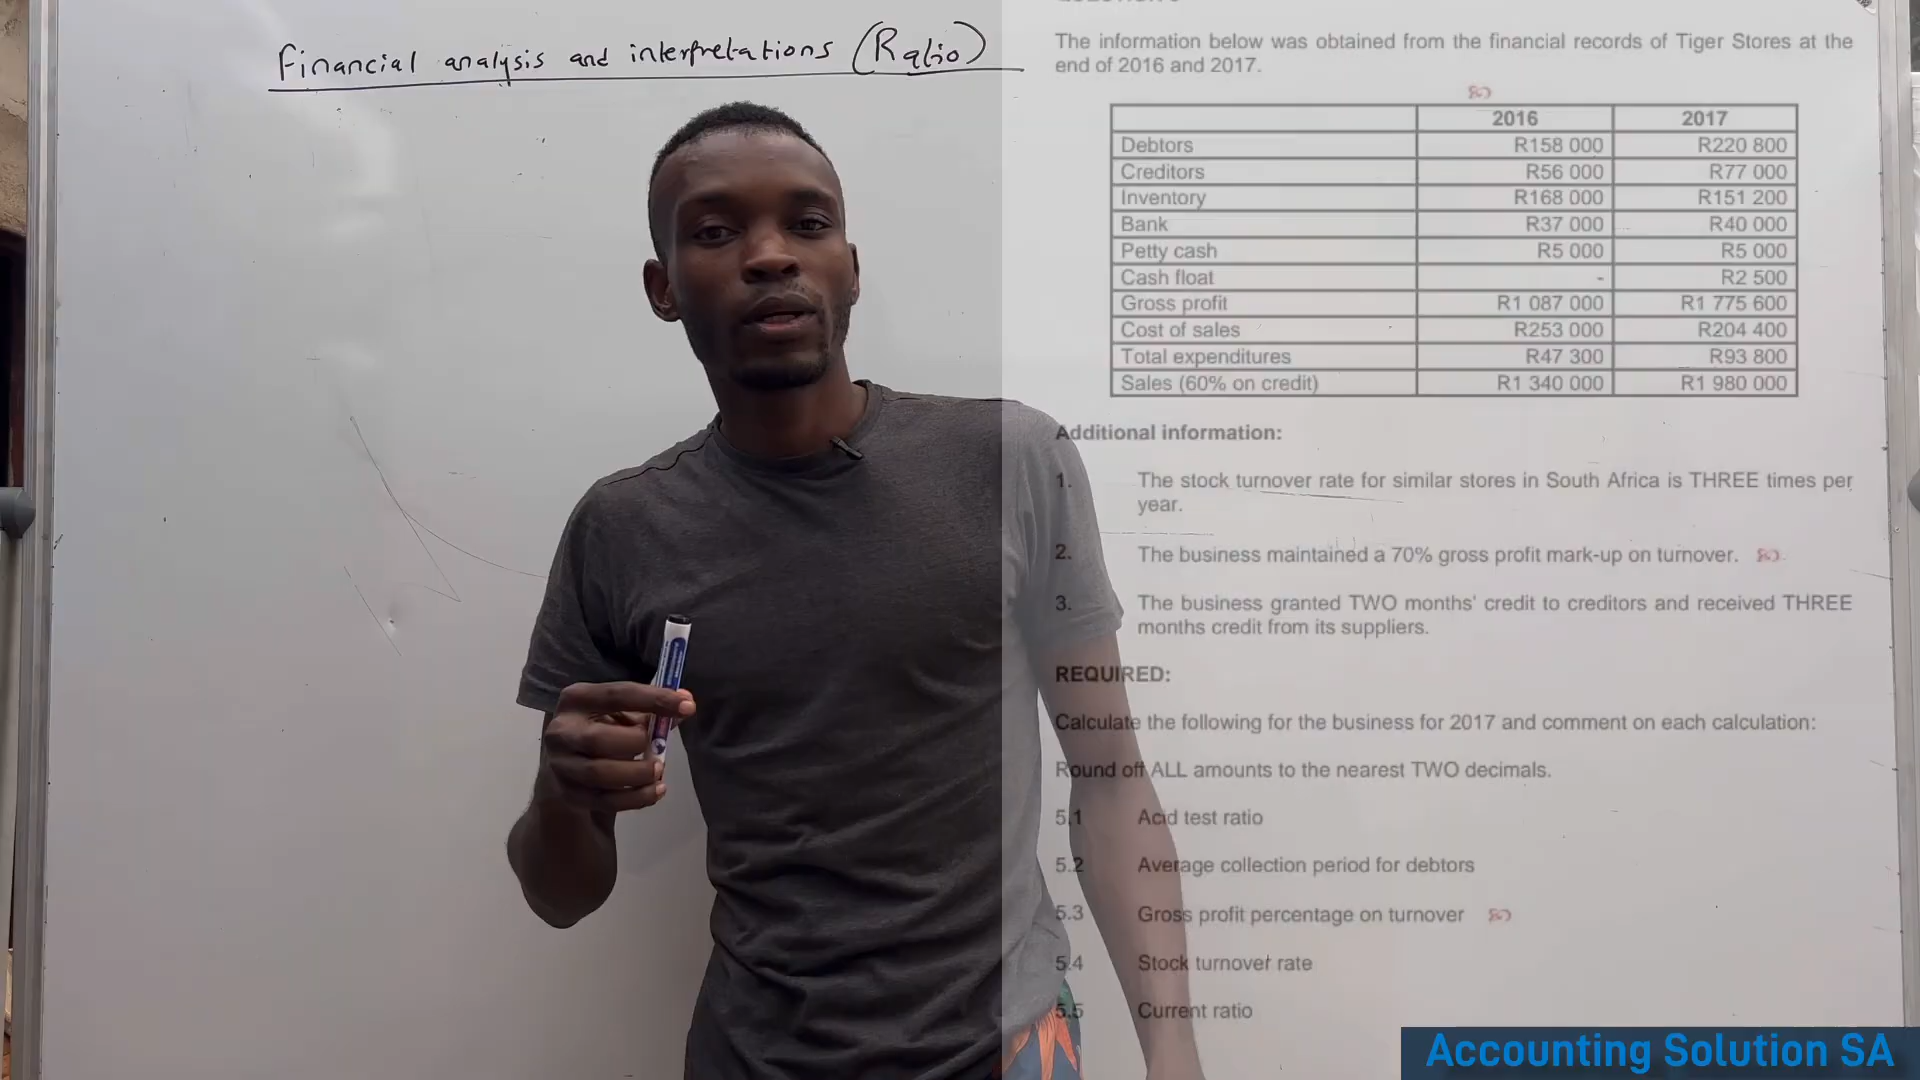 Financial analysis and interpretations (Ratio)
The information below was obtained from the financial records of Tiger Stores at the
end of 2016 and 2017.
2016 2017
Debtors R158 000 R220 800
Creditors R56 000 R77 000
Inventory R168 000 R151 200
Bank R37 000 R40 000
Petty cash R5 000 R5 000
Cash float - R2 500
Gross profit R1 087 000 R1 775 600
Cost of sales R253 000 R204 400
Total expenditures R47 300 R93 800
Sales (60% on credit) R1 340 000 R1 980 000
Additional information:
1. The stock turnover rate for similar stores in South Africa is THREE times per
year.
2. The business maintained a 70% gross profit mark-up on turnover.
3. The business granted TWO months' credit to creditors and received THREE
months credit from its suppliers.
REQUIRED:
Calculate the following for the business for 2017 and comment on each calculation:
Round off ALL amounts to the nearest TWO decimals.
5.1 Acid test ratio
5.2 Average collection period for debtors
5.3 Gross profit percentage on turnover
5.4 Stock turnover rate
5.5 Current ratio
Accounting Solution SA